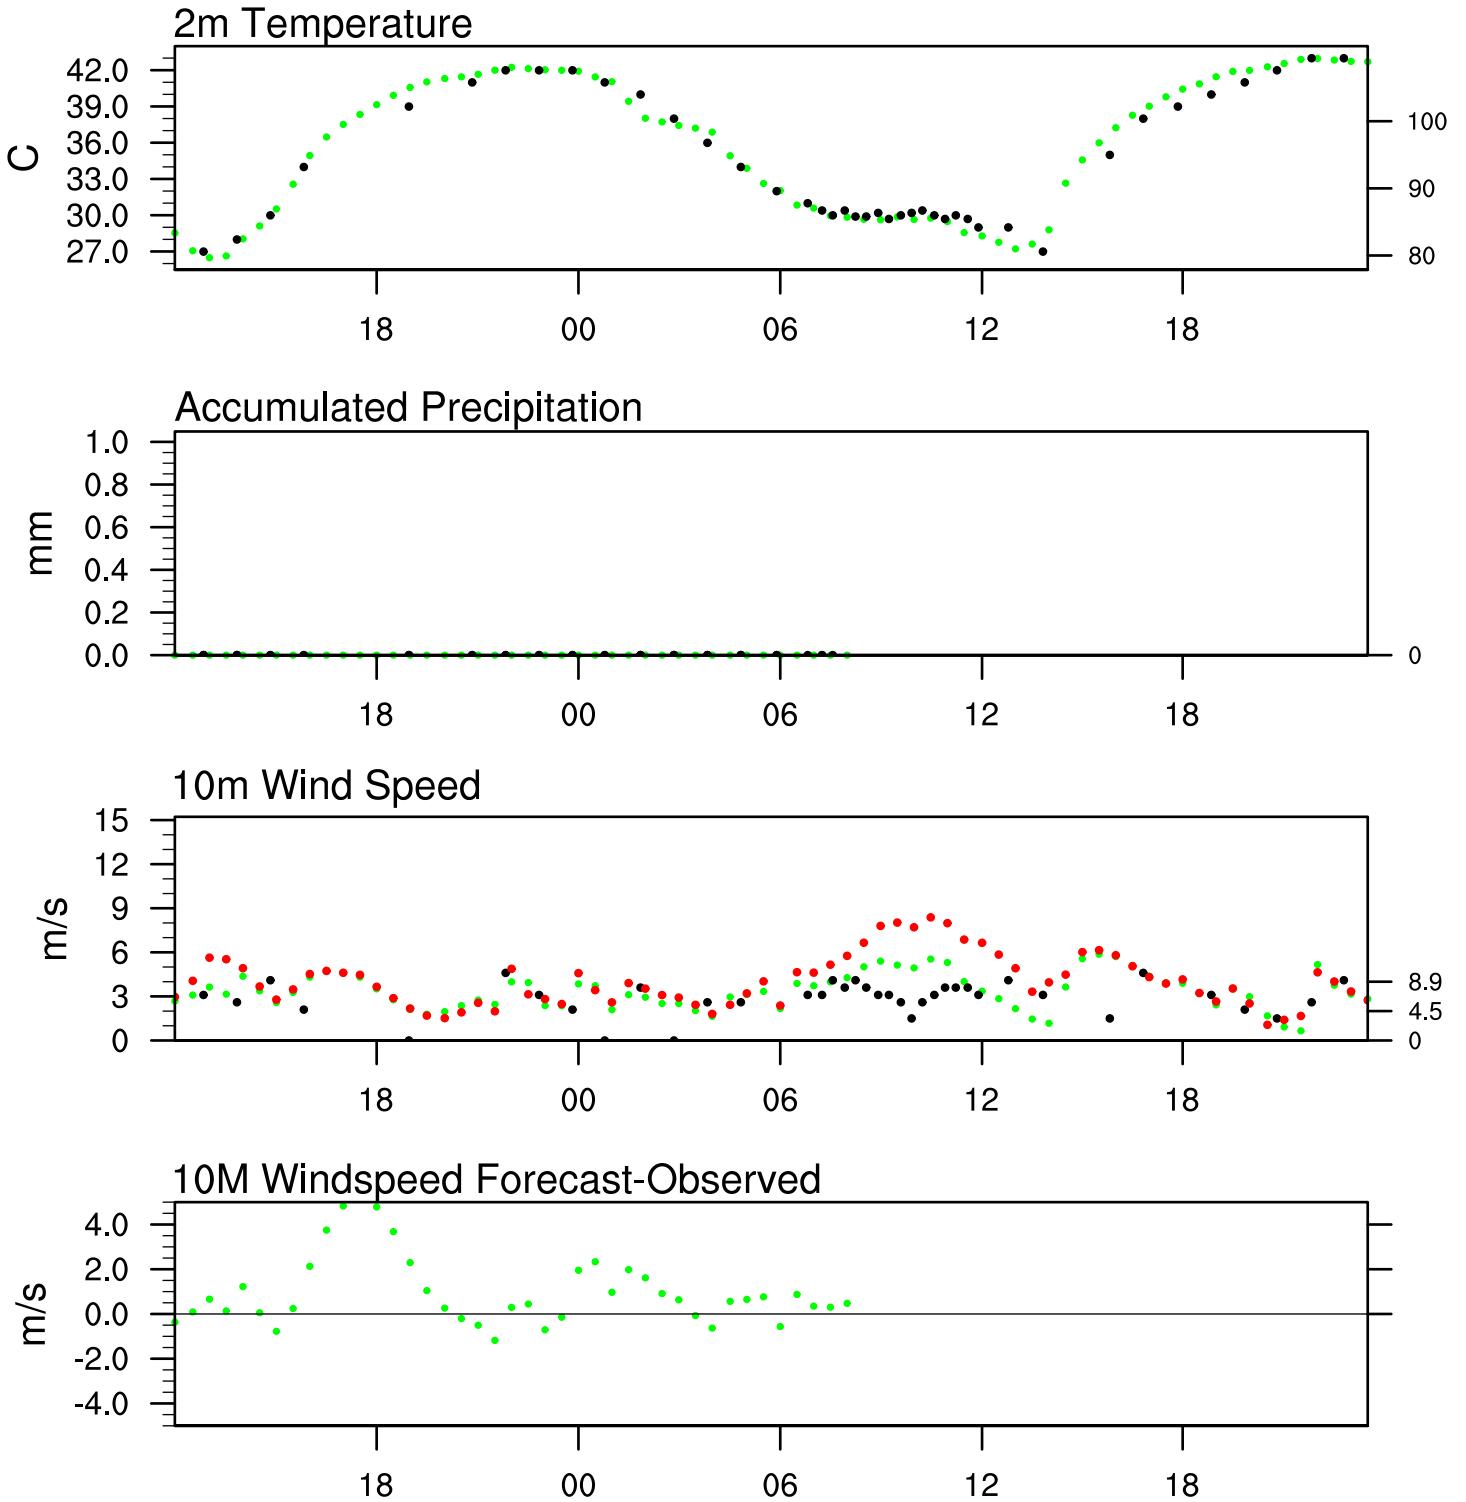 2m Temperature
42.0
39.0
36.0
33.0
30.0
27.0
C
100
90
80
18 00 06 12 18
Accumulated Precipitation
1.0
0.8
0.6
0.4
0.2
0.0
mm
0
18 00 06 12 18
10m Wind Speed
15
12
9
6
3
0
m/s
8.9
4.5
0
18 00 06 12 18
10M Windspeed Forecast-Observed
4.0
2.0
0.0
-2.0
-4.0
m/s
18 00 06 12 18